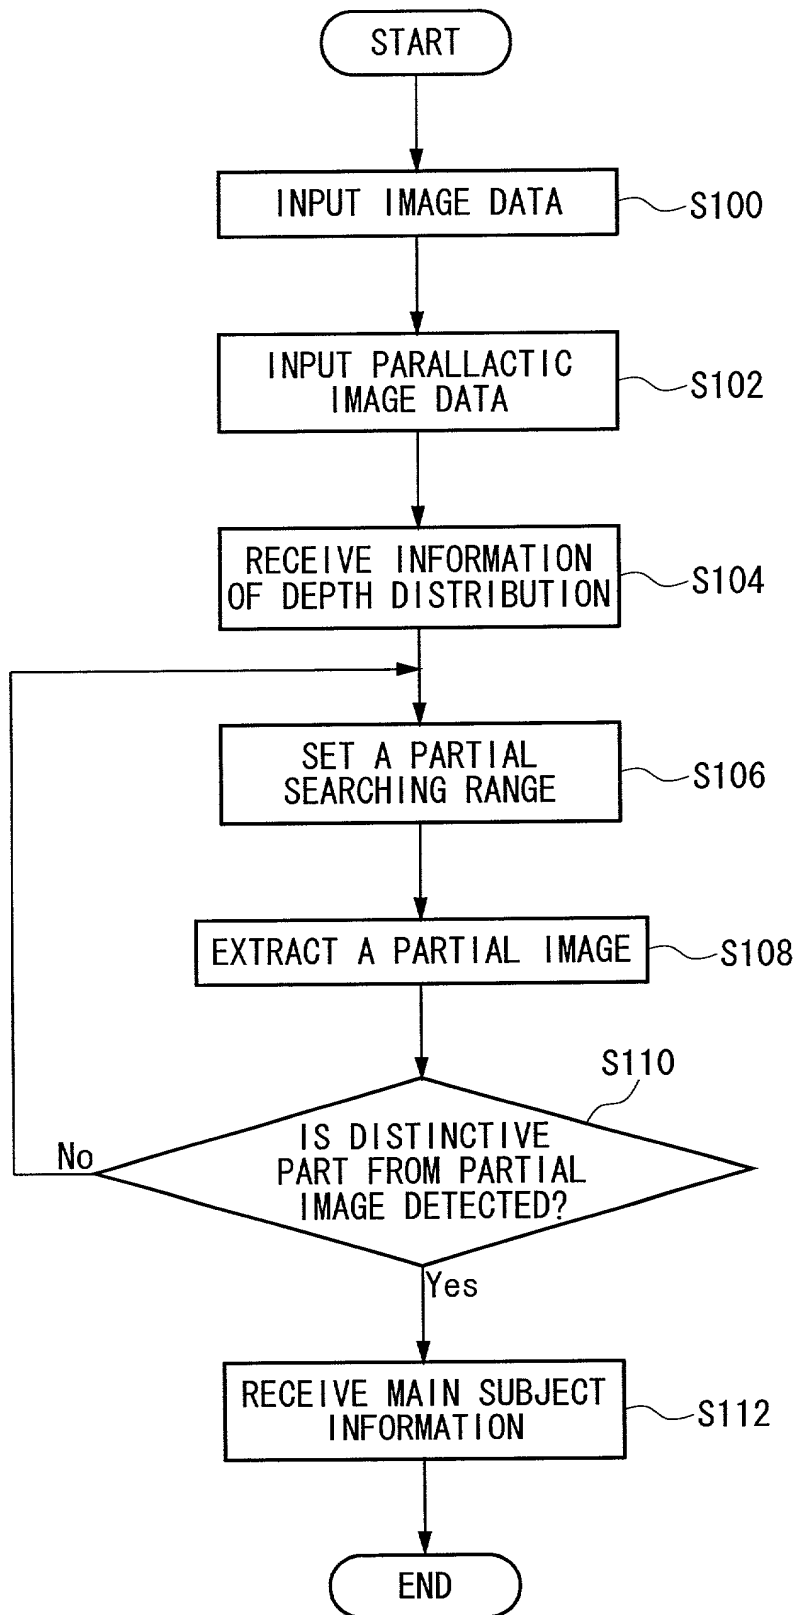 START
INPUT IMAGE DATA
S100
INPUT PARALLACTIC
IMAGE DATA
S102
RECEIVE INFORMATION
OF DEPTH DISTRIBUTION
S104
SET A PARTIAL
SEARCHING RANGE
S106
EXTRACT A PARTIAL IMAGE
S108
S110
IS DISTINCTIVE
PART FROM PARTIAL
IMAGE DETECTED?
No
Yes
RECEIVE MAIN SUBJECT
INFORMATION
S112
END